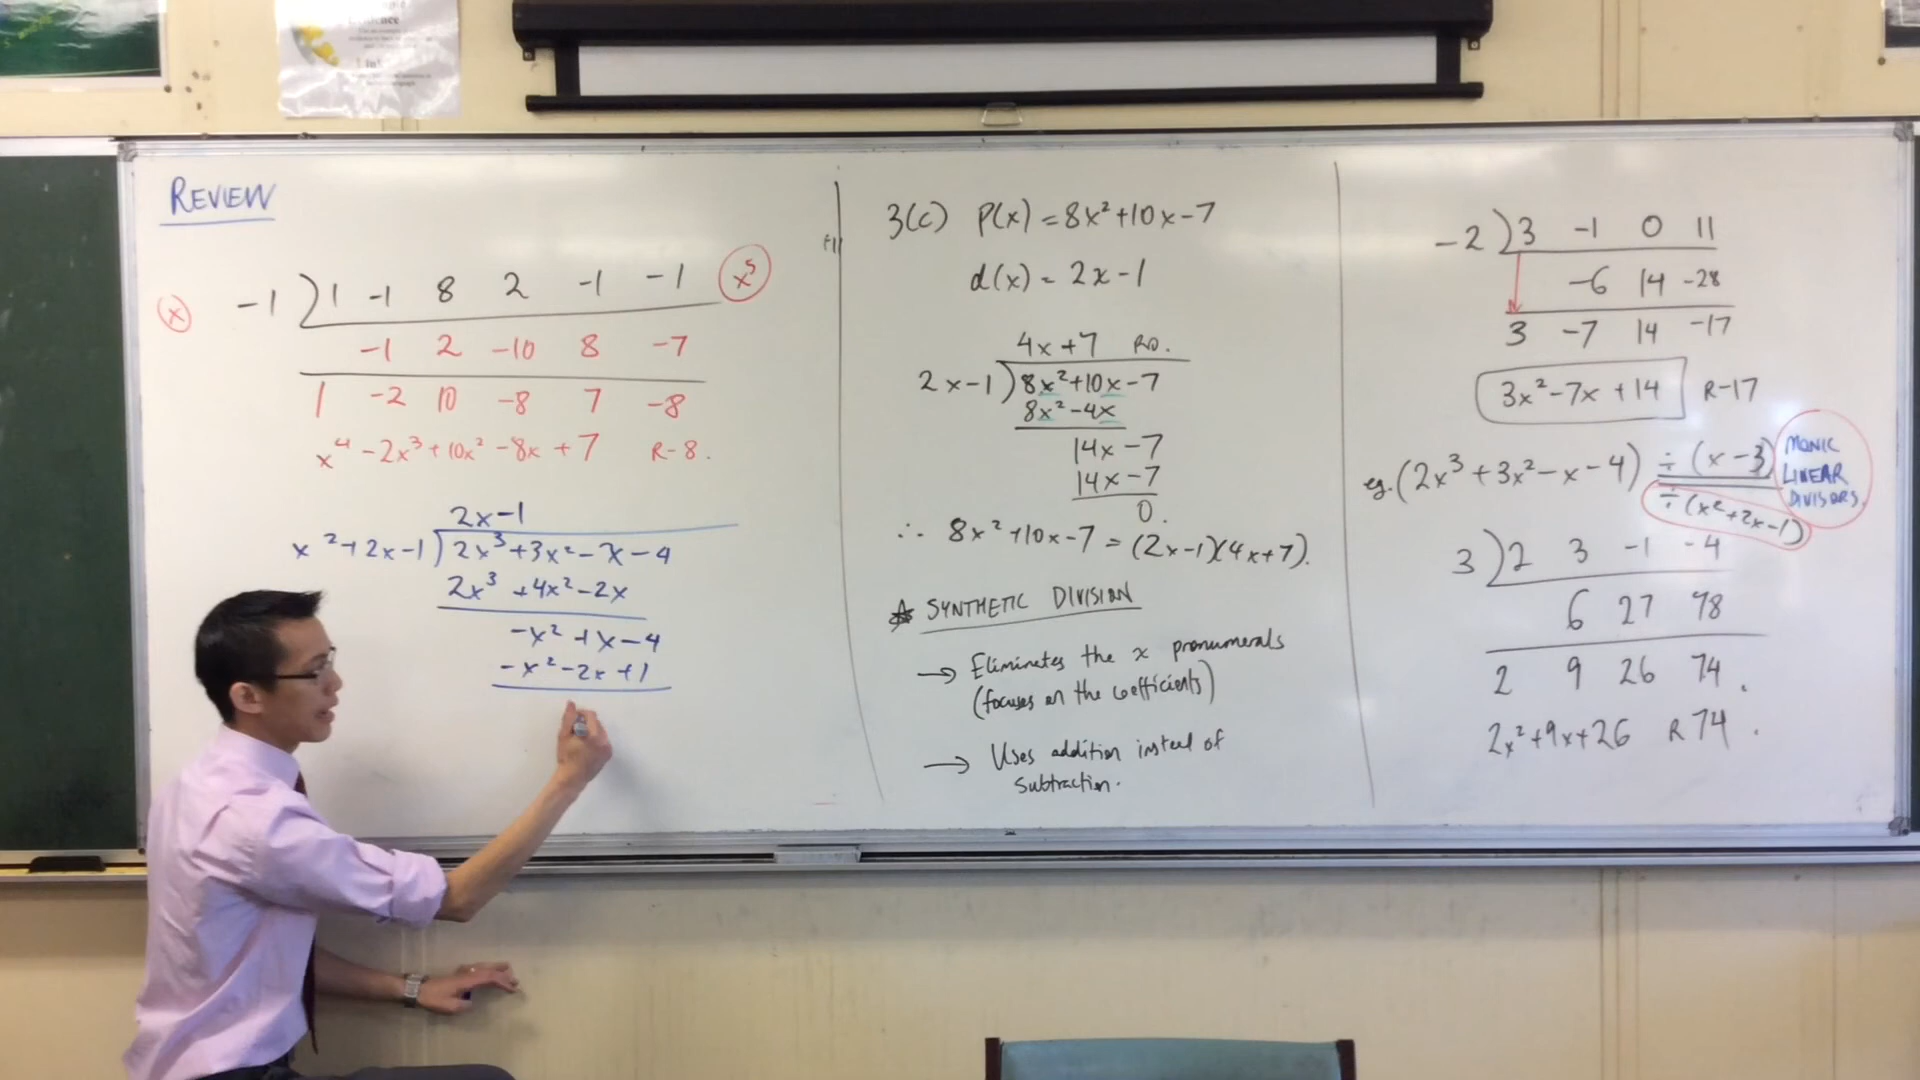 REVIEW
-1 ) 1 -1 8 2 -1 -1 x⁵
x
-1 2 -10 8 -7
1 -2 10 -8 7 -8
x⁴ - 2x³ + 10x² - 8x + 7 R-8.
2x-1
x² + 2x - 1 ) 2x³ + 3x² - x - 4
2x³ + 4x² - 2x
-x² + x - 4
-x² - 2x + 1
3(c) P(x) = 8x² + 10x - 7
d(x) = 2x - 1
4x + 7 R0.
2x-1 ) 8x² + 10x - 7
8x² - 4x
14x - 7
14x - 7
0.
∴ 8x² + 10x - 7 = (2x-1)(4x+7).
SYNTHETIC DIVISION
→ Eliminates the x pronumerals
(focuses on the coefficients)
→ Uses addition instead of
subtraction.
-2 ) 3 -1 0 11
-6 14 -28
3 -7 14 -17
3x² - 7x + 14 R-17
eg. (2x³ + 3x² - x - 4) ÷ (x - 3)
÷ (x² + 2x - 1)
MONIC
LINEAR
DIVISORS.
3 ) 2 3 -1 -4
6 27 78
2 9 26 74.
2x² + 9x + 26 R 74.